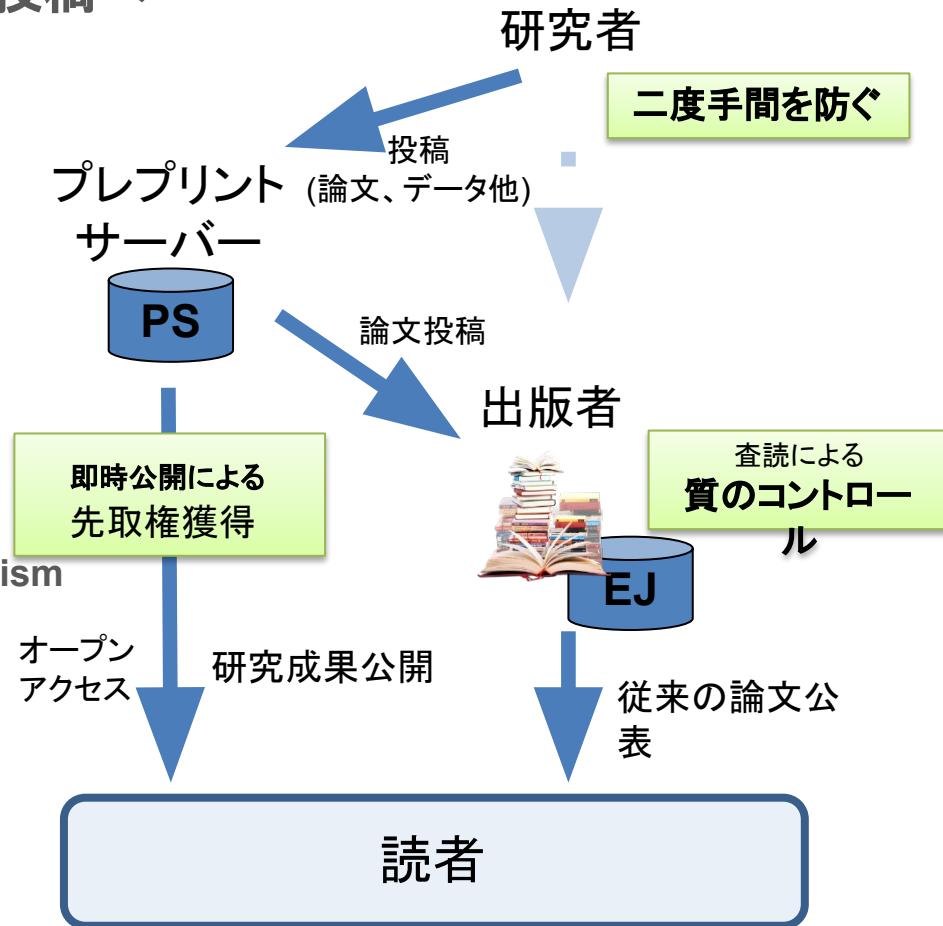 投稿
研究者
二度手間を防ぐ
投稿
(論文、データ他)
プレプリント
サーバー
PS
論文投稿
出版者
査読による
質のコントロー
ル
即時公開による
先取権獲得
ism
EJ
オープン
アクセス
研究成果公開
従来の論文公
表
読者